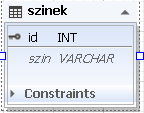 szinek
id INT
szin VARCHAR
Constraints